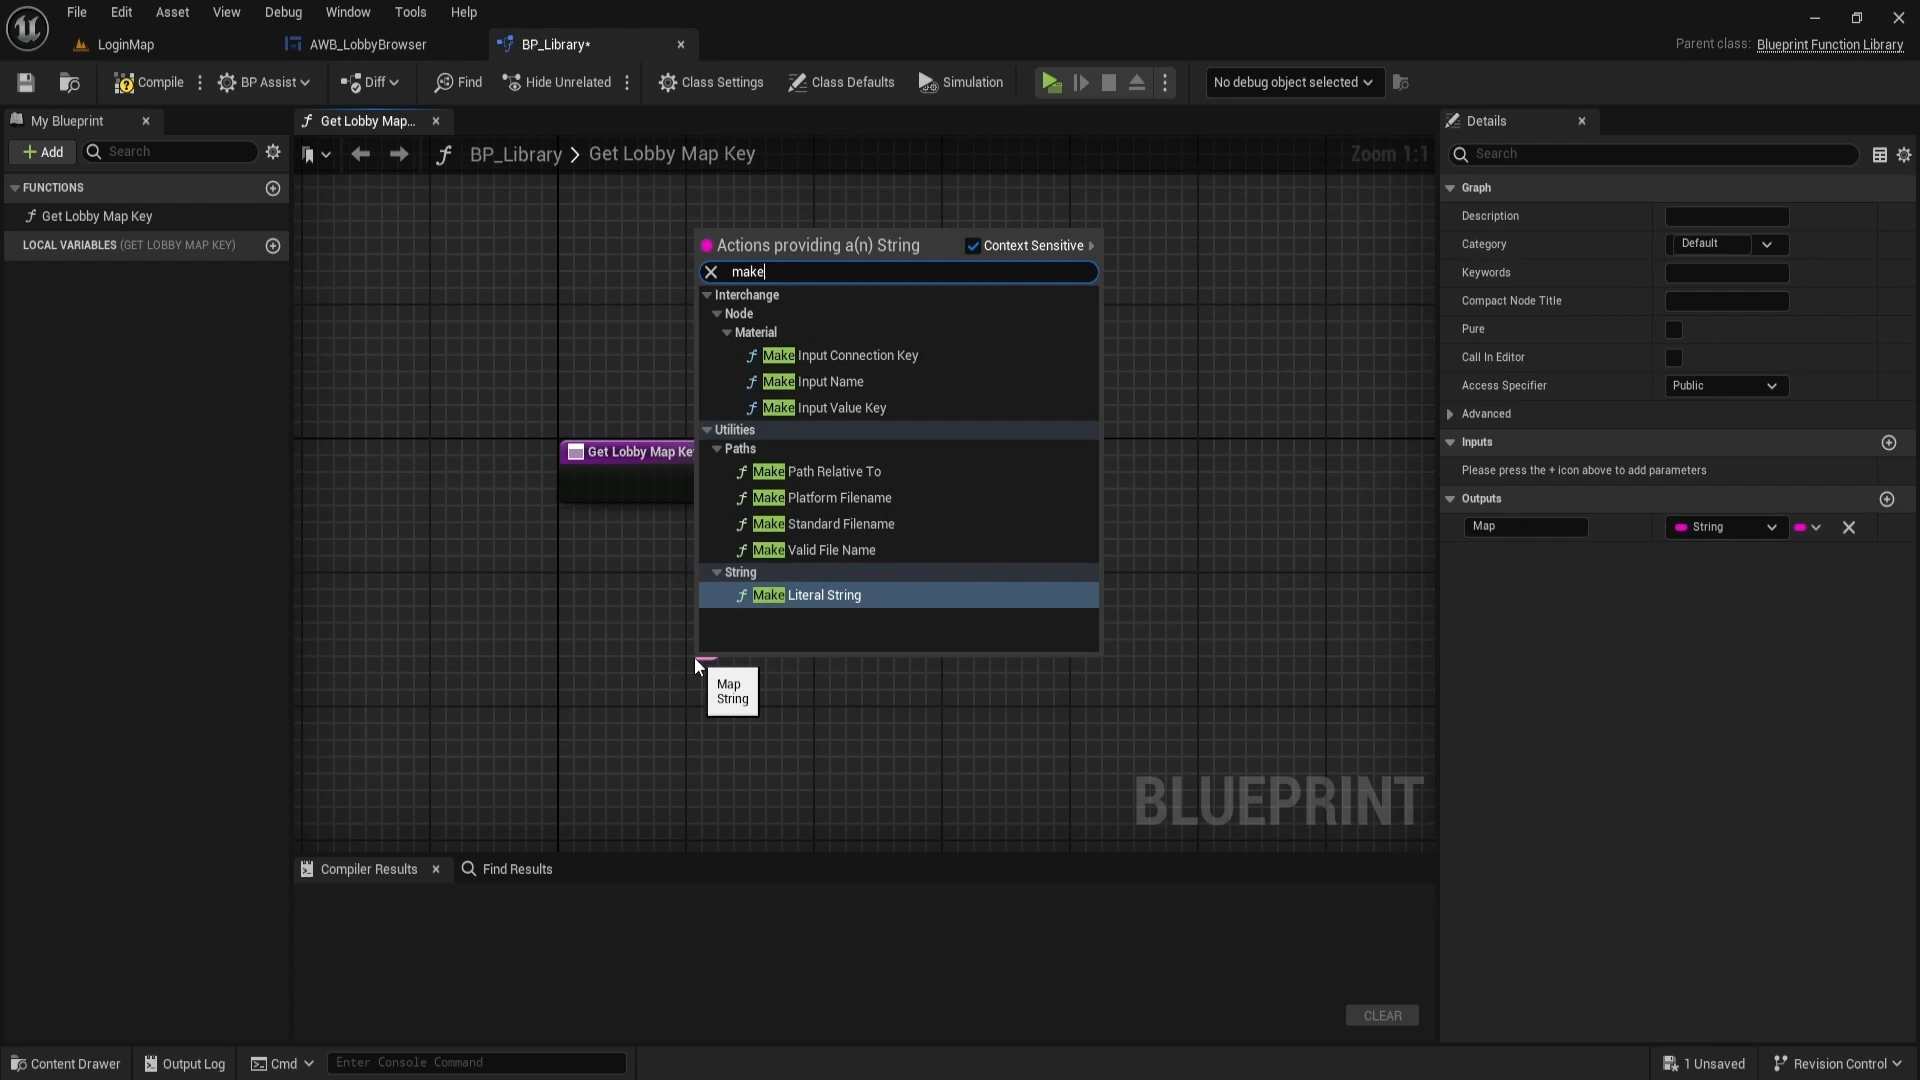 File Edit Asset View Debug Window Tools Help
LoginMap AWB_LobbyBrowser BP_Library*
Parent class: Blueprint Function Library
Compile BP Assist Diff Find Hide Unrelated Class Settings Class Defaults Simulation No debug object selected
My Blueprint
Get Lobby Map...
Details
Add Search
BP_Library > Get Lobby Map Key
Zoom 1:1
Search
FUNCTIONS
Get Lobby Map Key
LOCAL VARIABLES (GET LOBBY MAP KEY)
Get Lobby Map Ke
Actions providing a(n) String Context Sensitive
make
Interchange
Node
Material
Make Input Connection Key
Make Input Name
Make Input Value Key
Utilities
Paths
Make Path Relative To
Make Platform Filename
Make Standard Filename
Make Valid File Name
String
Make Literal String
Map
String
BLUEPRINT
Graph
Description
Category Default
Keywords
Compact Node Title
Pure
Call In Editor
Access Specifier Public
Advanced
Inputs
Please press the + icon above to add parameters
Outputs
Map String
Compiler Results Find Results
CLEAR
Content Drawer Output Log Cmd Enter Console Command 1 Unsaved Revision Control